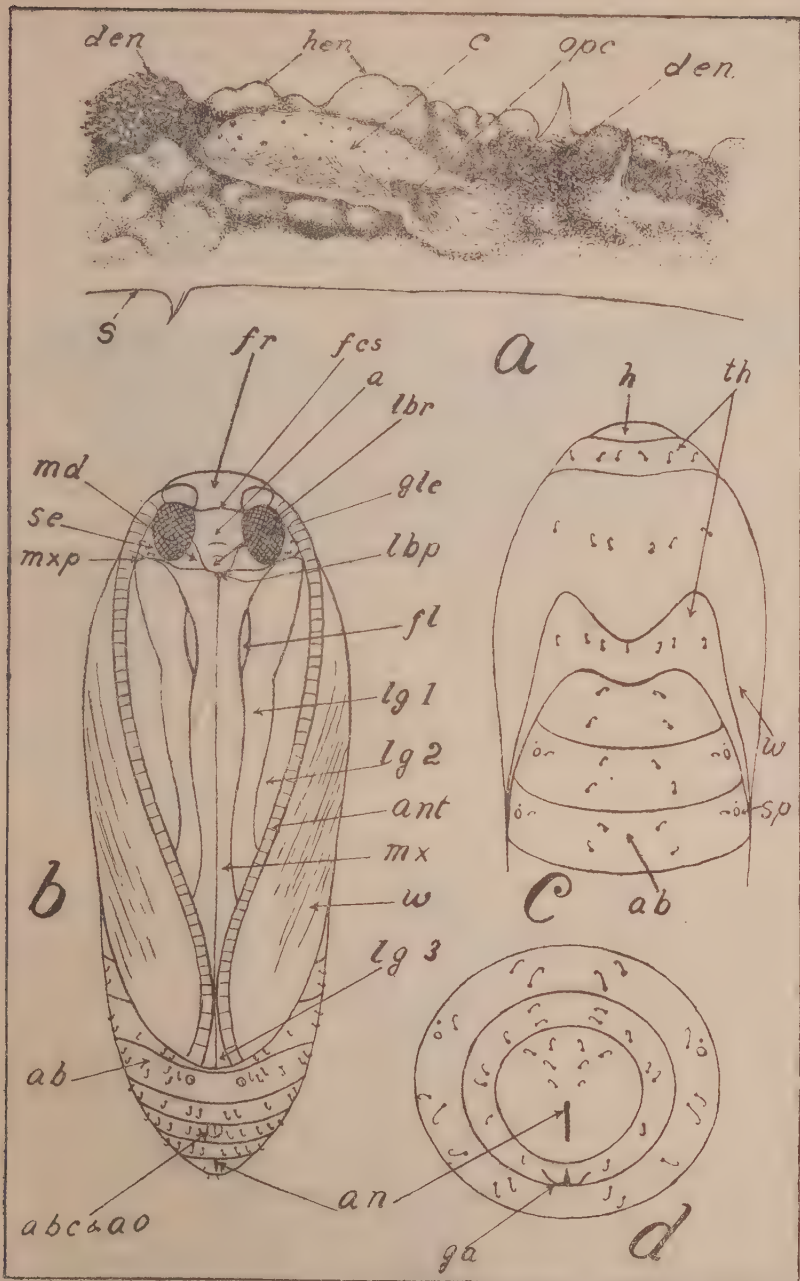 den hen c opc den
s
a
fr fcs
a
h th
lbr
md
gle
se
mxp lbp
fl
lg 1
lg 2
w
ant
sp
mx
b
w
c ab
lg 3
ab
an
abc & ao
ga d